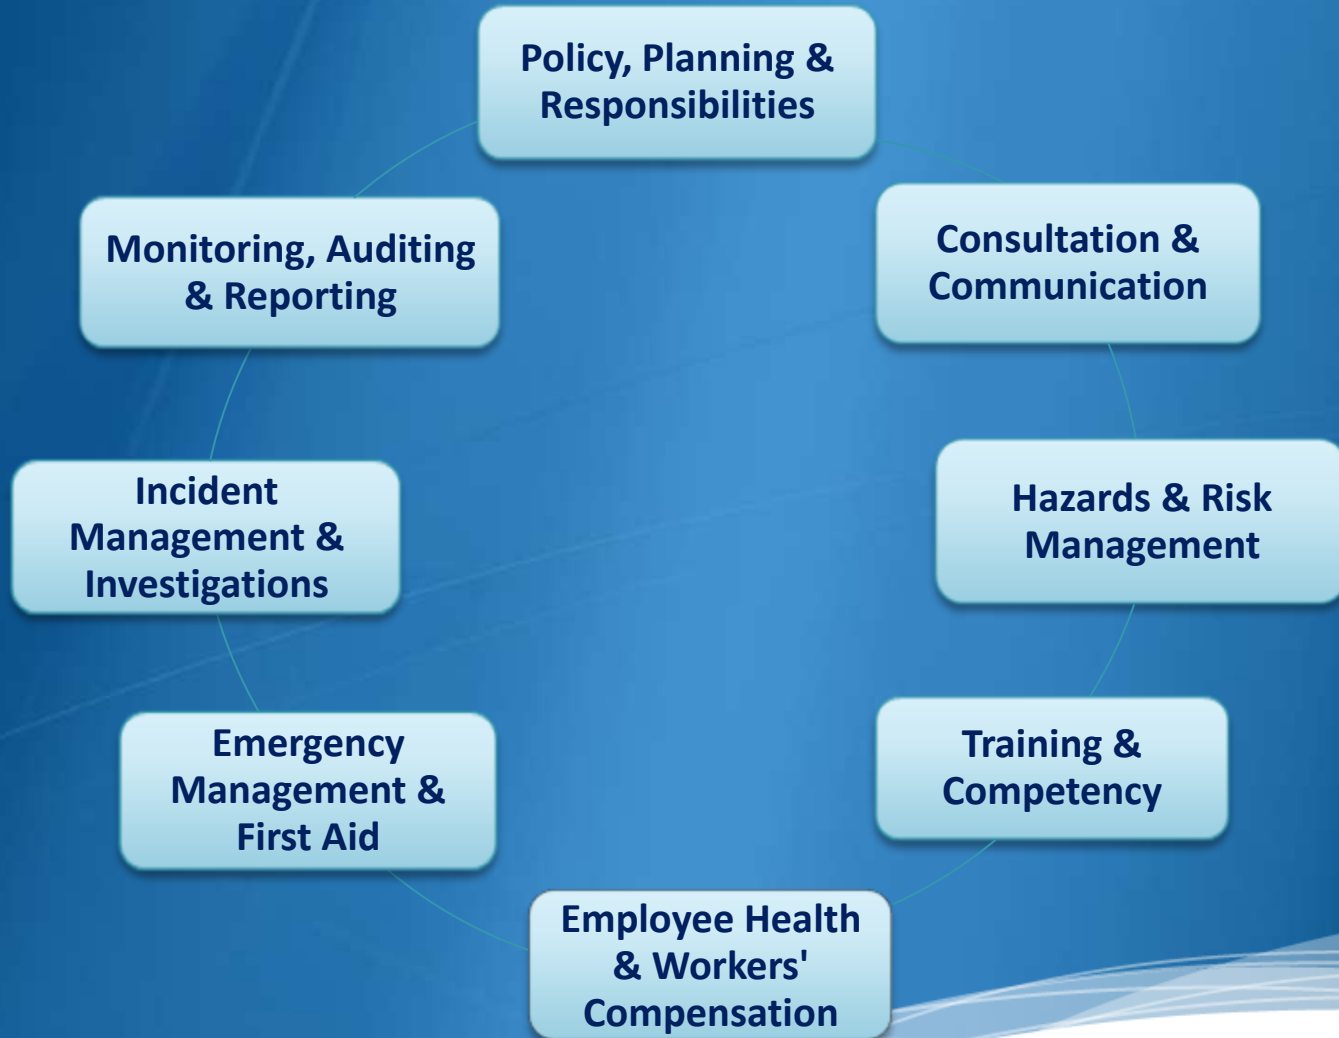 Policy, Planning &
Responsibilities
Consultation &
Communication
Hazards & Risk
Management
Training &
Competency
Employee Health
& Workers'
Compensation
Emergency
Management &
First Aid
Incident
Management &
Investigations
Monitoring, Auditing
& Reporting